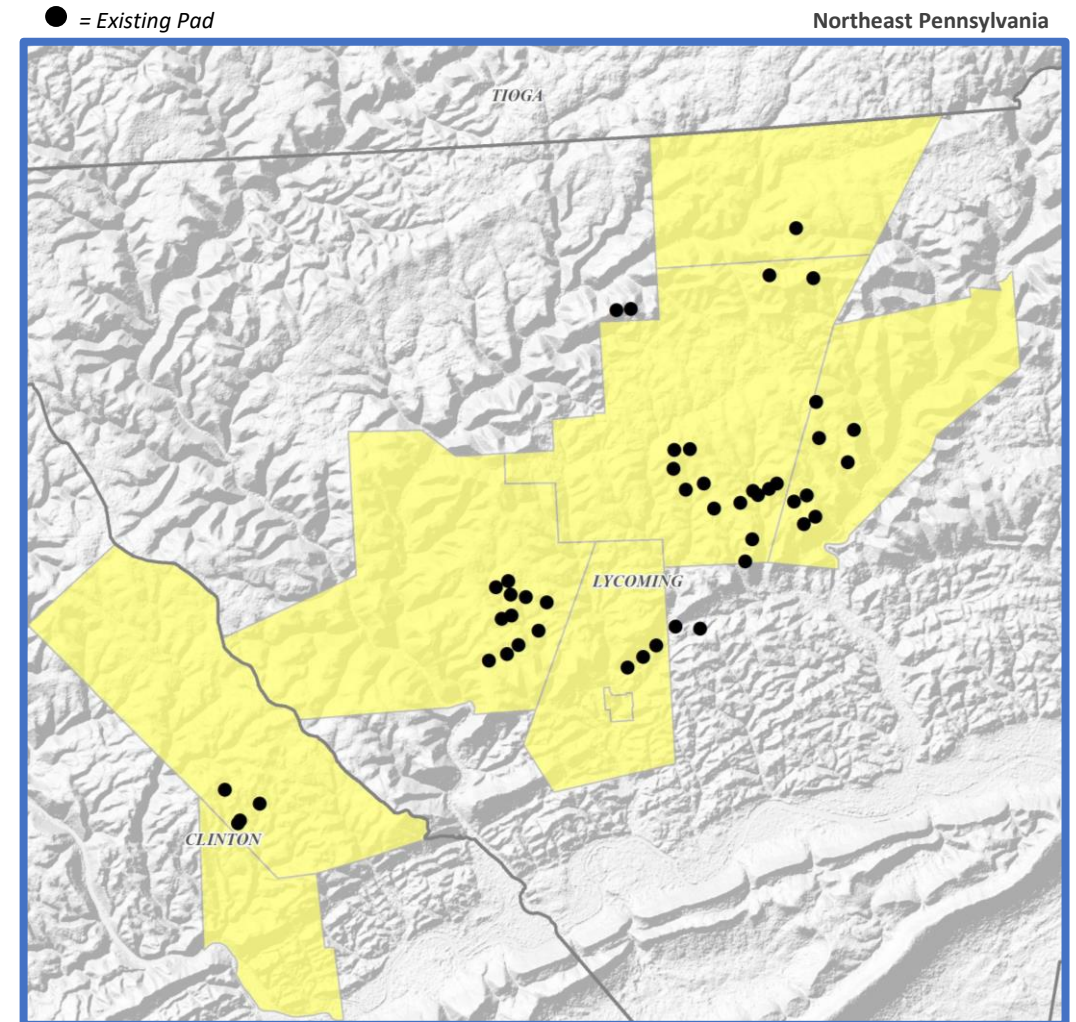 = Existing Pad
Northeast Pennsylvania
TIOGA
LYCOMING
CLINTON